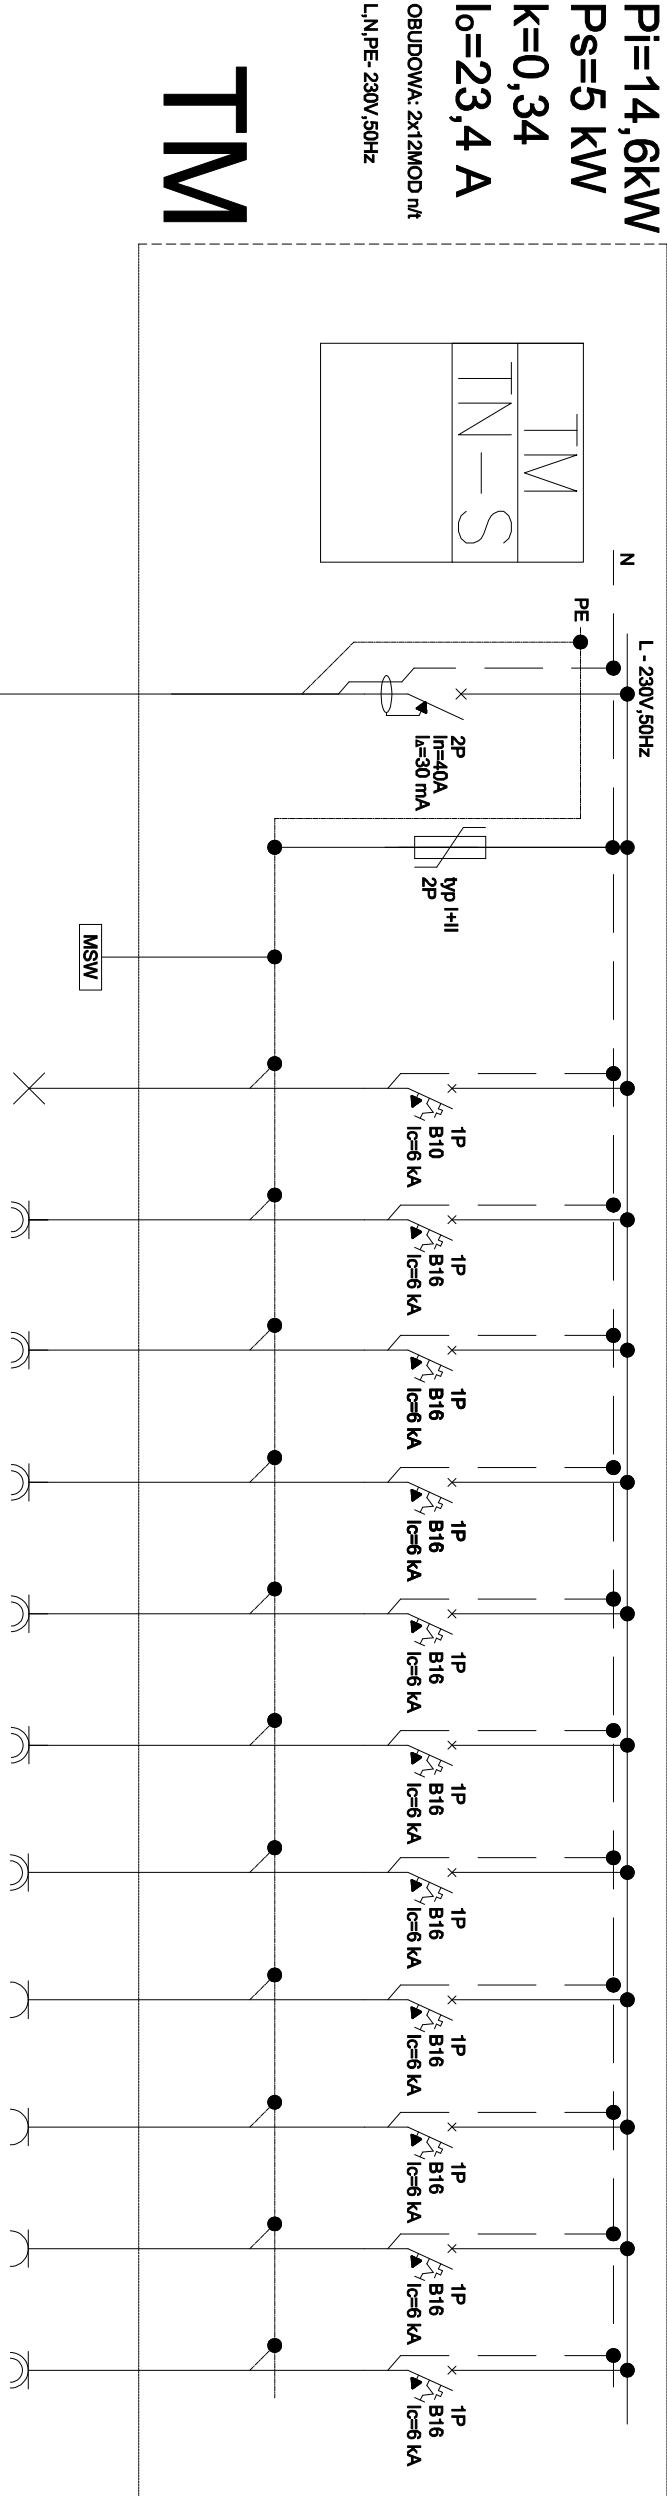 Pi=14,6kW
Ps=5 kW
k=0,34
Io=23,4 A
OBUDOWA: 2x12MOD n/t
L,N,PE- 230V,50Hz
TM
TM
TN-S
N
L - 230V,50Hz
PE
2P
In=40A
IΔ=30 mA
typ I+II
2P
MSW
1P
B10
Ic=6 kA
1P
B16
Ic=6 kA
1P
B16
Ic=6 kA
1P
B16
Ic=6 kA
1P
B16
Ic=6 kA
1P
B16
Ic=6 kA
1P
B16
Ic=6 kA
1P
B16
Ic=6 kA
1P
B16
Ic=6 kA
1P
B16
Ic=6 kA
1P
B16
Ic=6 kA